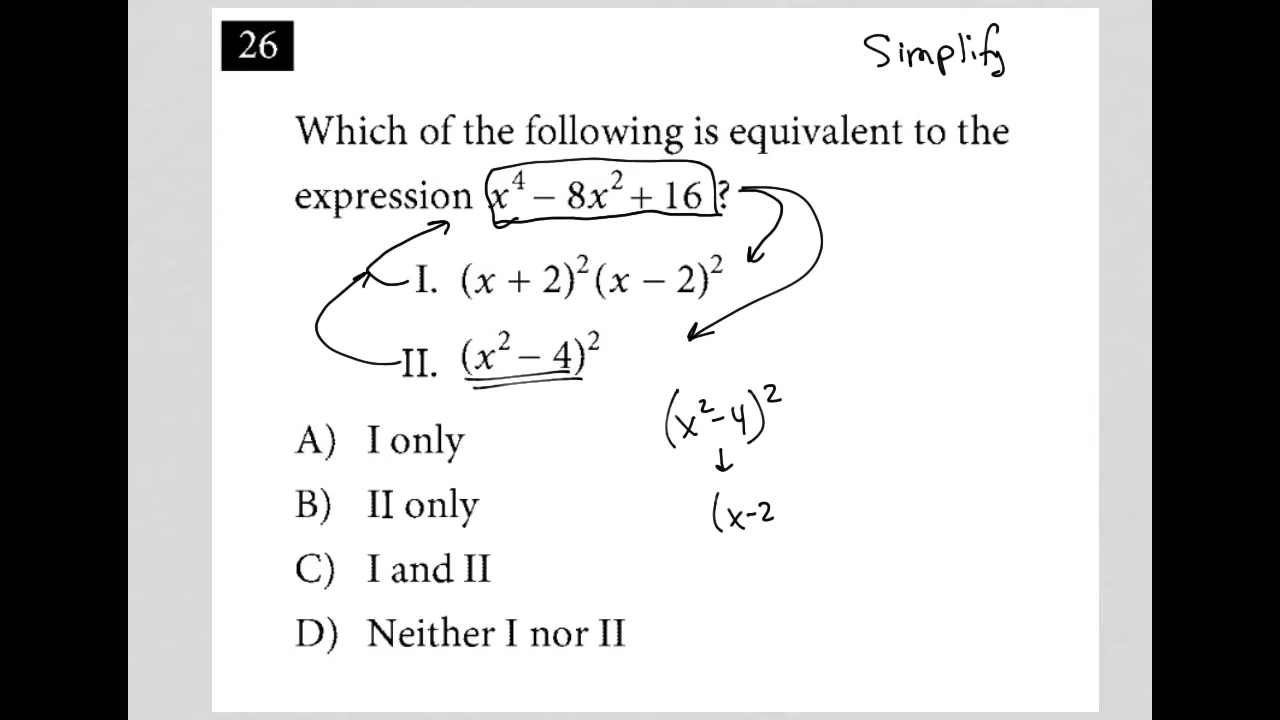 26
Simplify
Which of the following is equivalent to the
expression x⁴ − 8x² + 16 ?
I. (x + 2)²(x − 2)²
II. (x² − 4)²
(x²-4)²
↓
(x-2
A) I only
B) II only
C) I and II
D) Neither I nor II